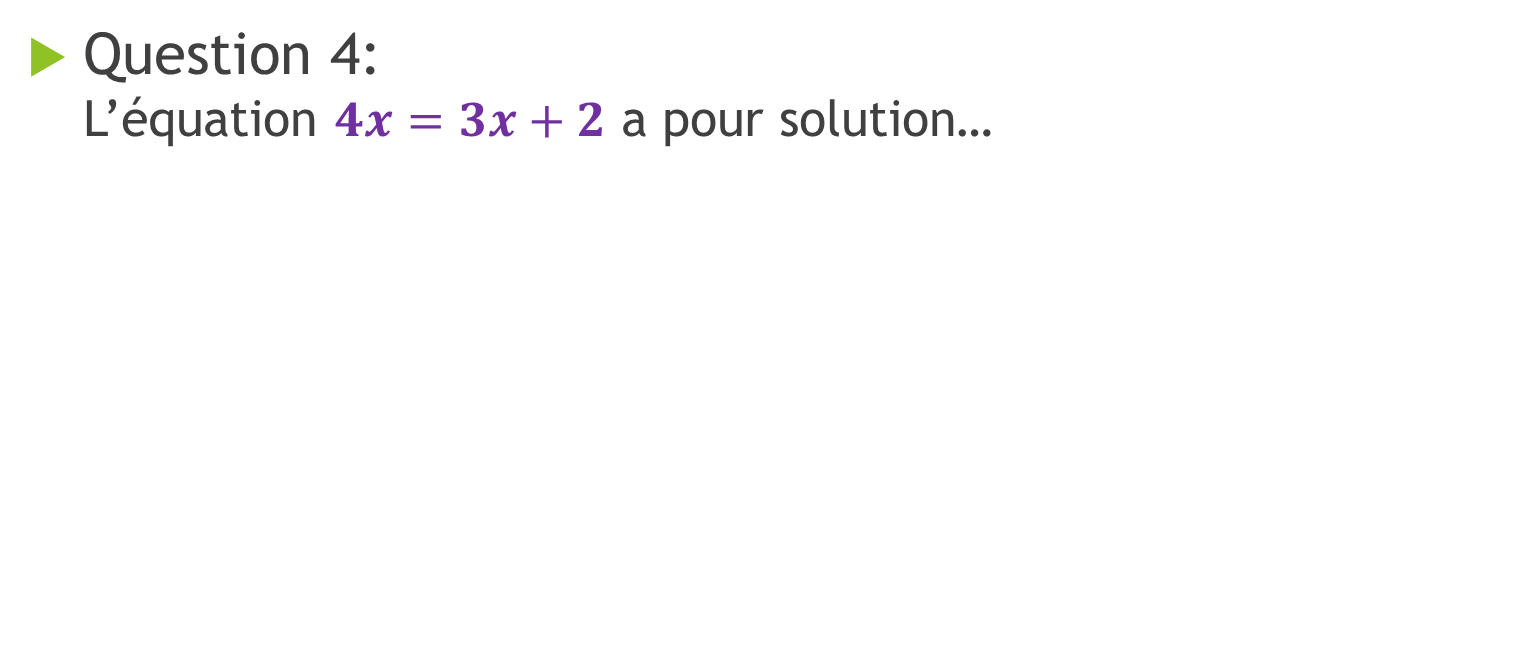 Question 4:
L’équation 4x = 3x + 2 a pour solution…